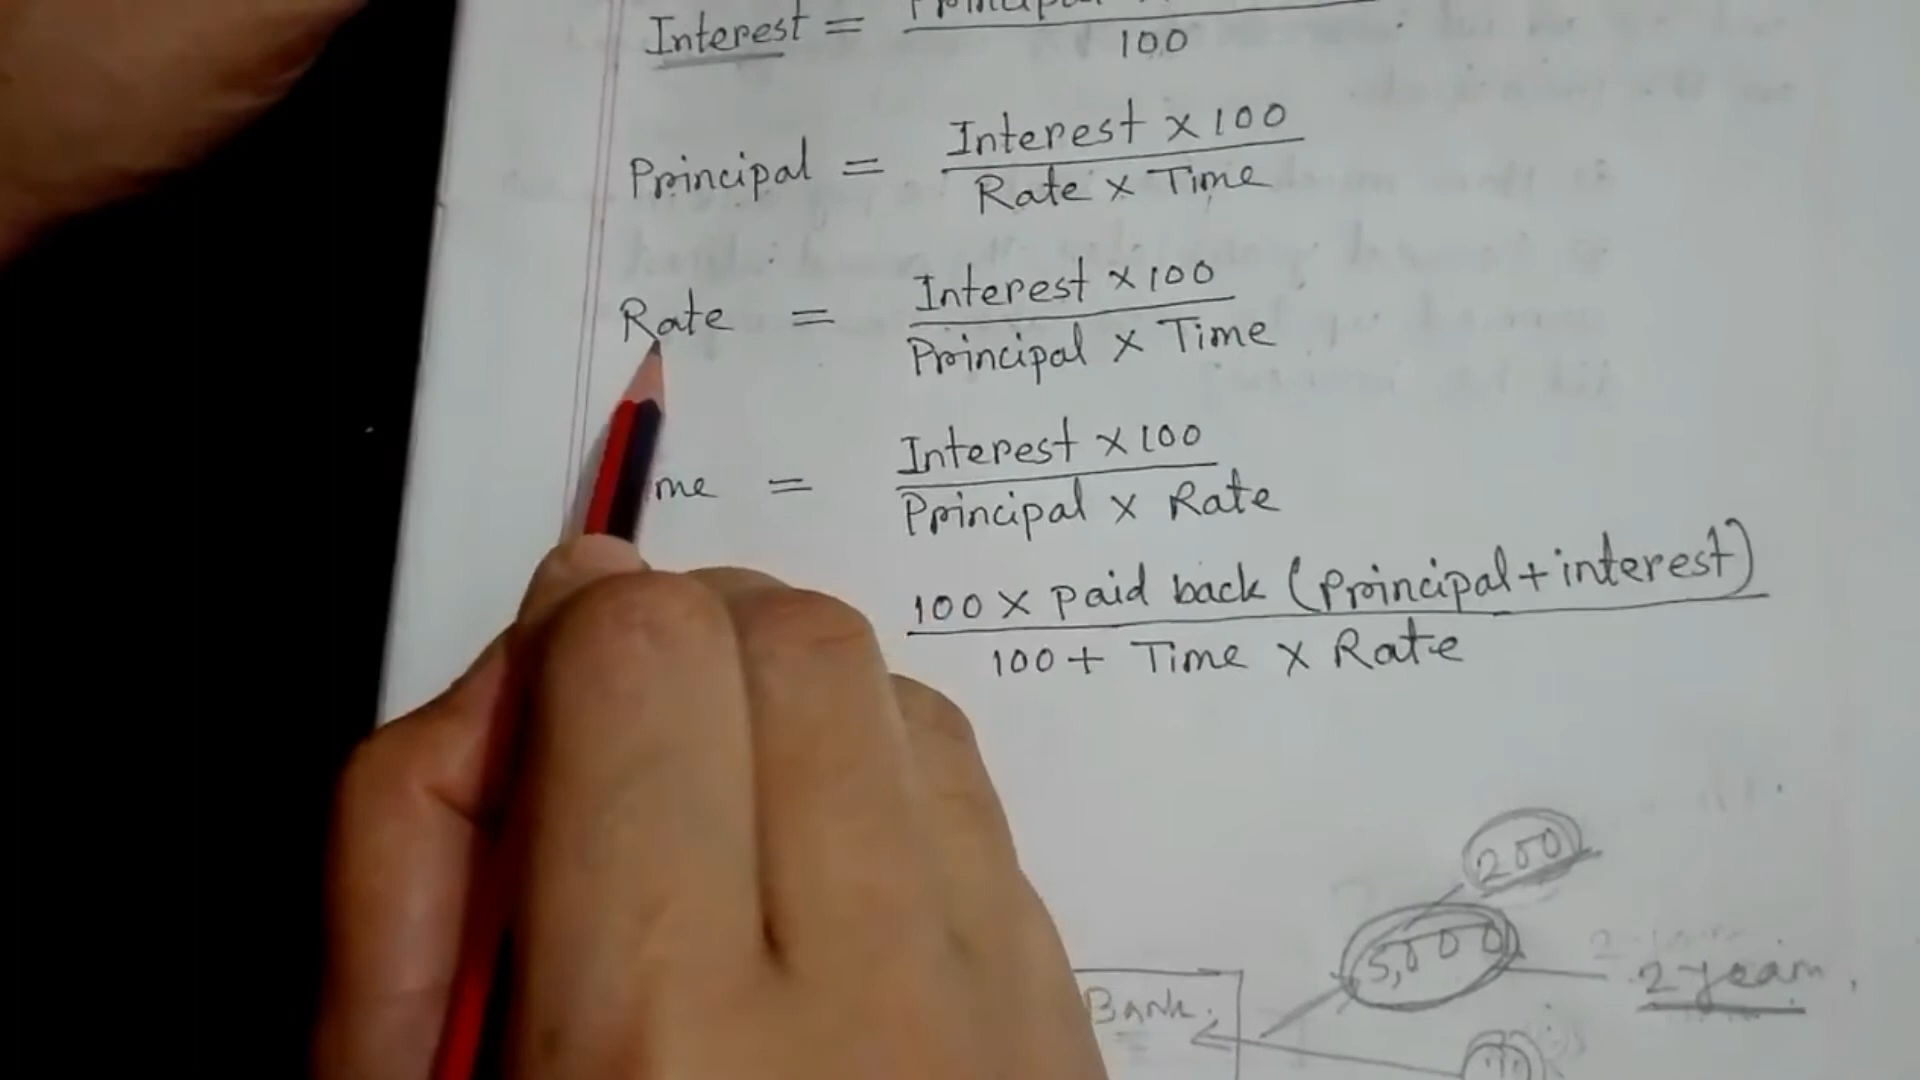 Interest = Principal
100
Principal = Interest × 100
Rate × Time
Rate = Interest × 100
Principal × Time
me = Interest × 100
Principal × Rate
100 × Paid back (Principal + interest)
100 + Time × Rate
200
5,000
2 year
Bank.